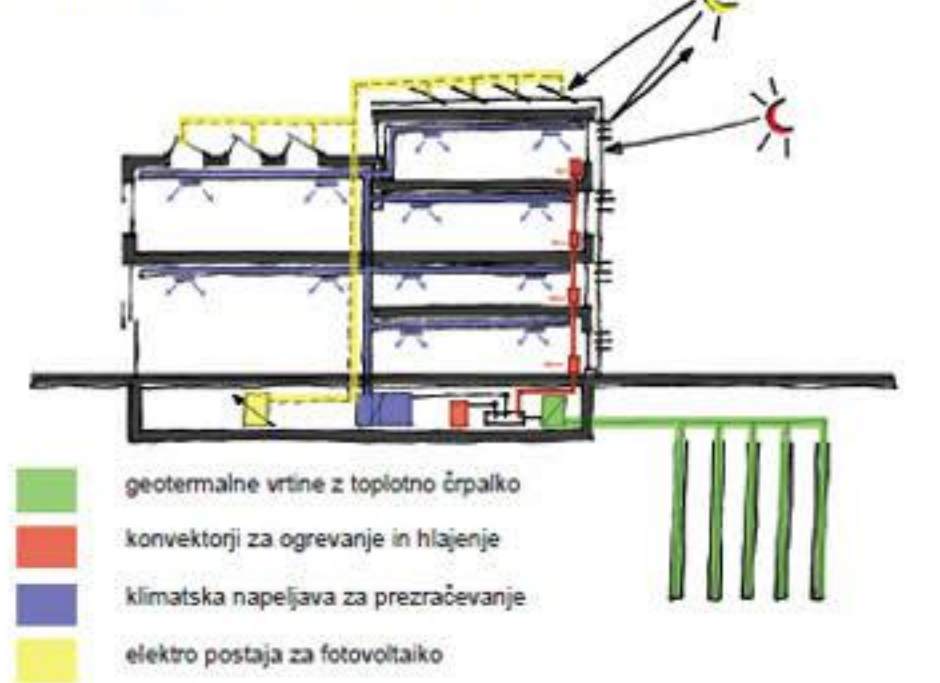 geotermalne vrtine z toplotno črpalko
konvektorji za ogrevanje in hlajenje
klimatska napeljava za prezračevanje
elektro postaja za fotovoltaiko